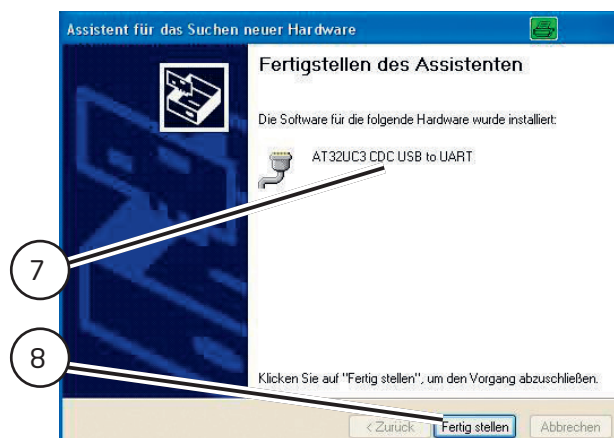 Assistent für das Suchen neuer Hardware
Fertigstellen des Assistenten
Die Software für die folgende Hardware wurde installiert:
AT32UC3 CDC USB to UART
7
8
Klicken Sie auf "Fertig stellen", um den Vorgang abzuschließen.
< Zurück Fertig stellen Abbrechen